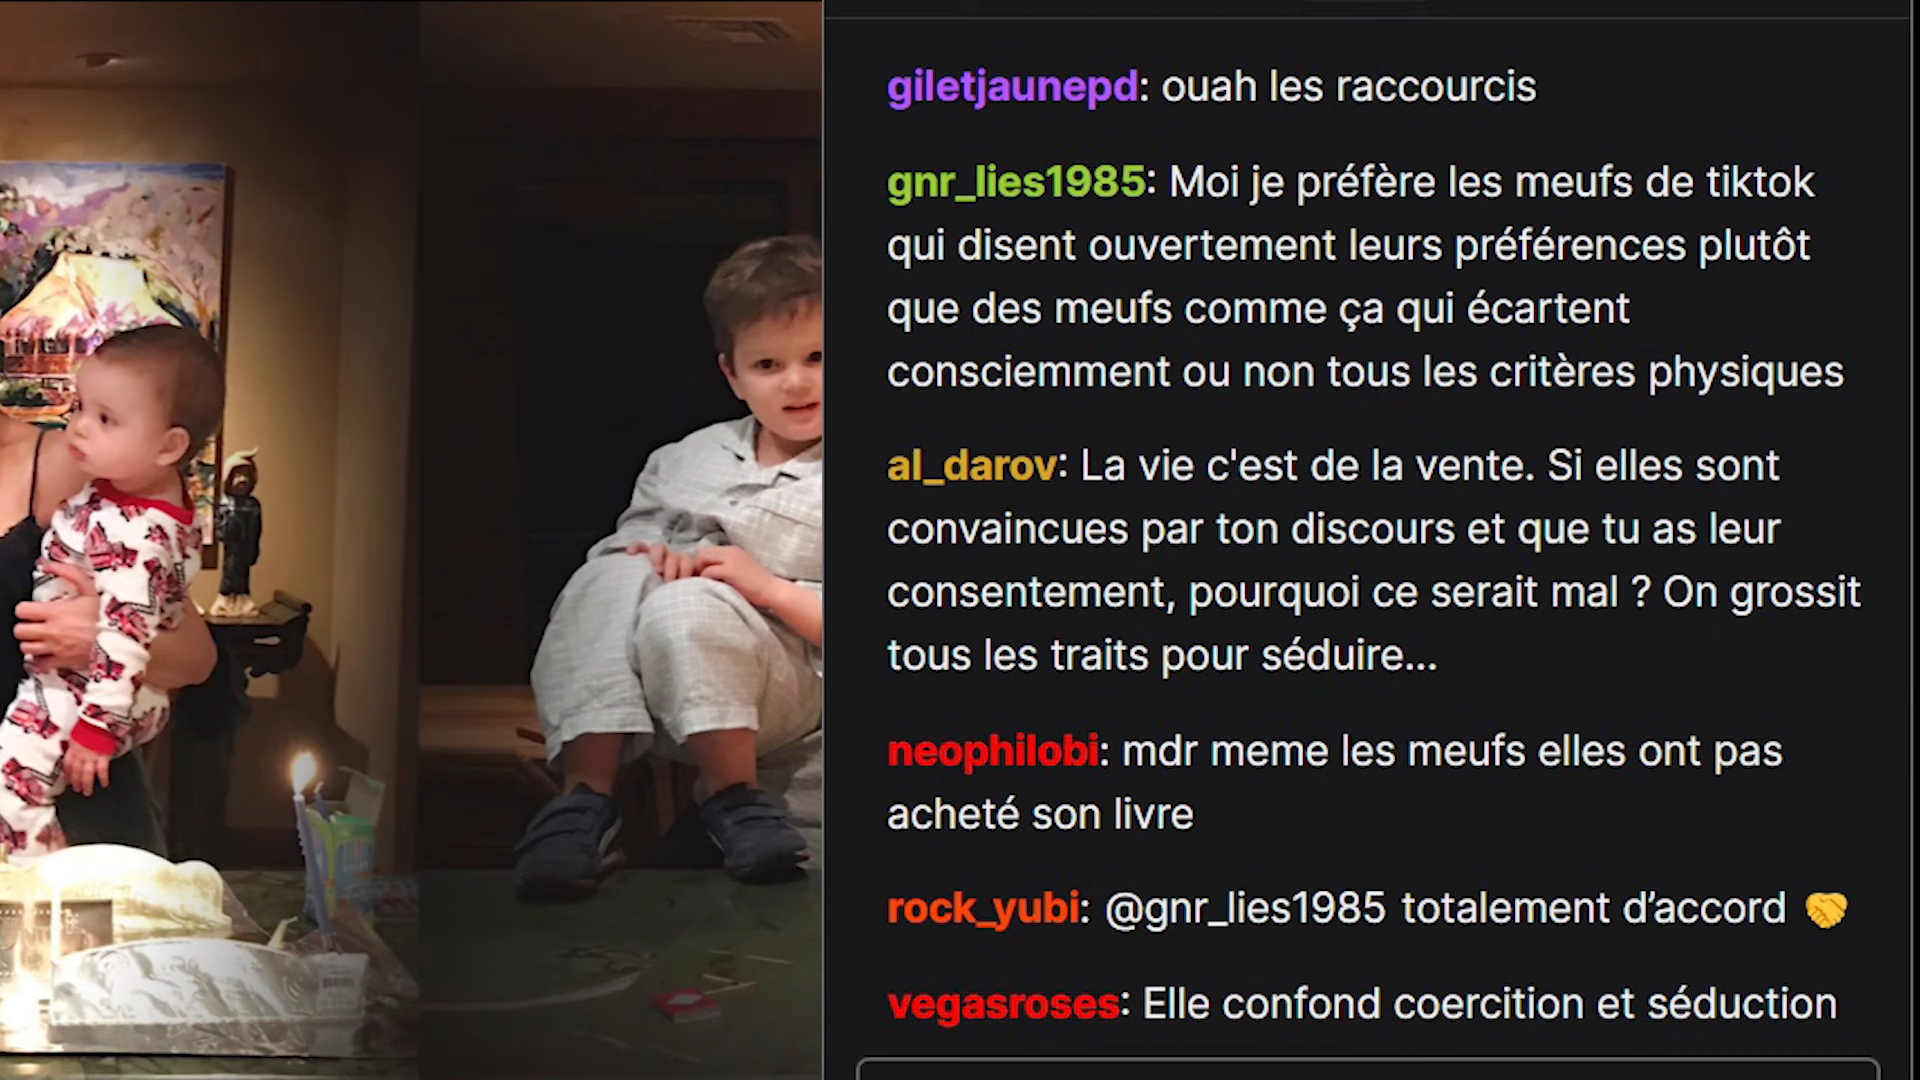 giletjaunepd: ouah les raccourcis
gnr_lies1985: Moi je préfère les meufs de tiktok
qui disent ouvertement leurs préférences plutôt
que des meufs comme ça qui écartent
consciemment ou non tous les critères physiques
al_darov: La vie c'est de la vente. Si elles sont
convaincues par ton discours et que tu as leur
consentement, pourquoi ce serait mal ? On grossit
tous les traits pour séduire...
neophilobi: mdr meme les meufs elles ont pas
acheté son livre
rock_yubi: @gnr_lies1985 totalement d’accord 🤝
vegasroses: Elle confond coercition et séduction